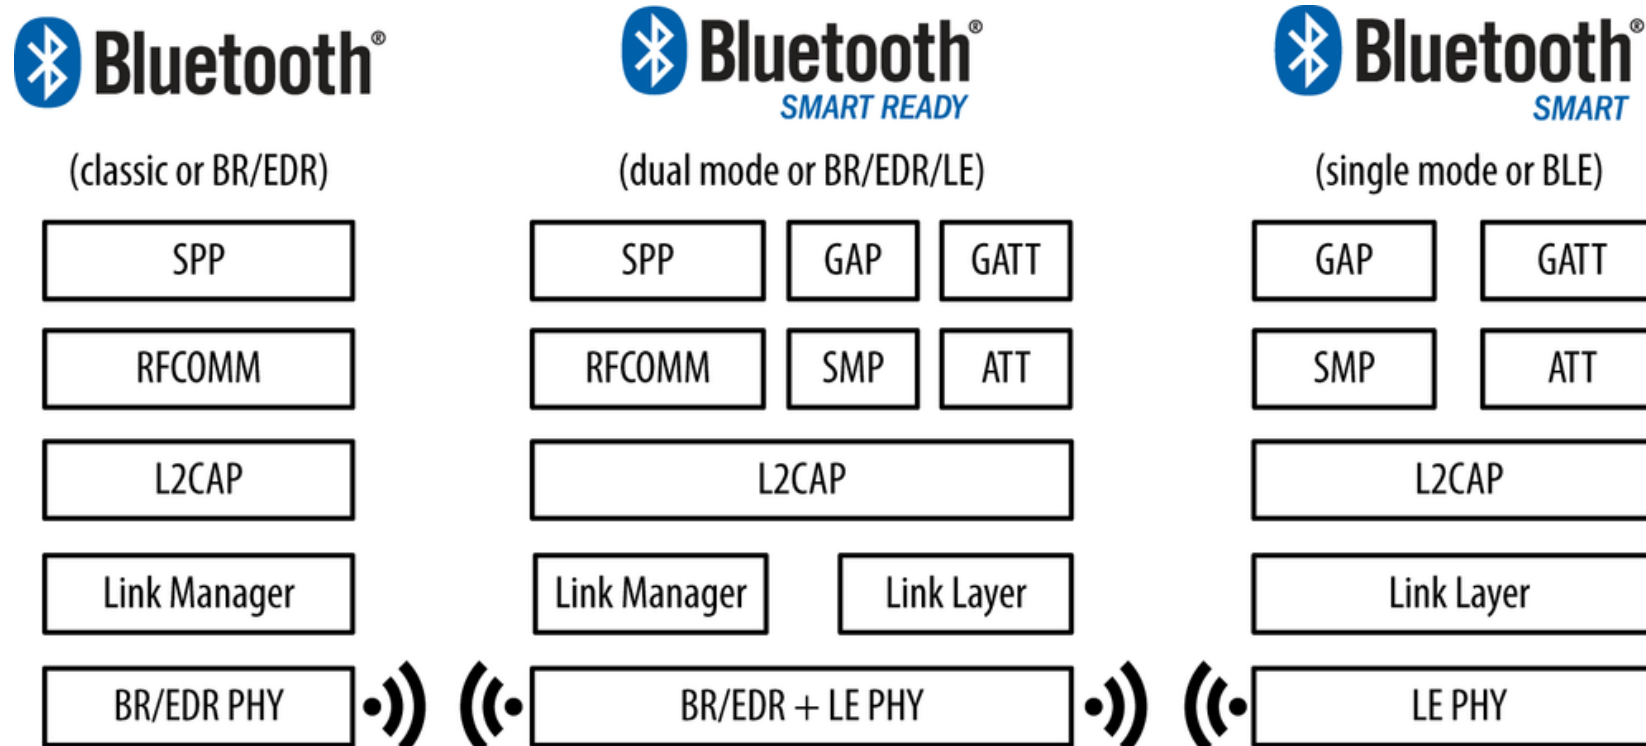 Bluetooth®
SMART READY
Bluetooth®
SMART
Bluetooth®
(classic or BR/EDR)
(dual mode or BR/EDR/LE)
(single mode or BLE)
SPP
SPP
GAP
GATT
GAP
GATT
RFCOMM
RFCOMM
SMP
ATT
SMP
ATT
L2CAP
L2CAP
L2CAP
Link Manager
Link Manager
Link Layer
Link Layer
BR/EDR PHY
BR/EDR + LE PHY
LE PHY